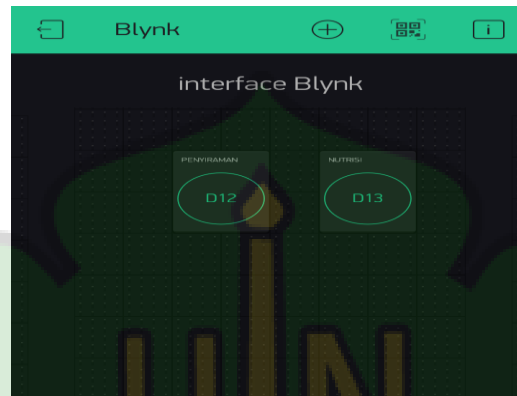 Blynk
interface Blynk
PENYIRAMAN
NUTRISI
D12
D13
UIN